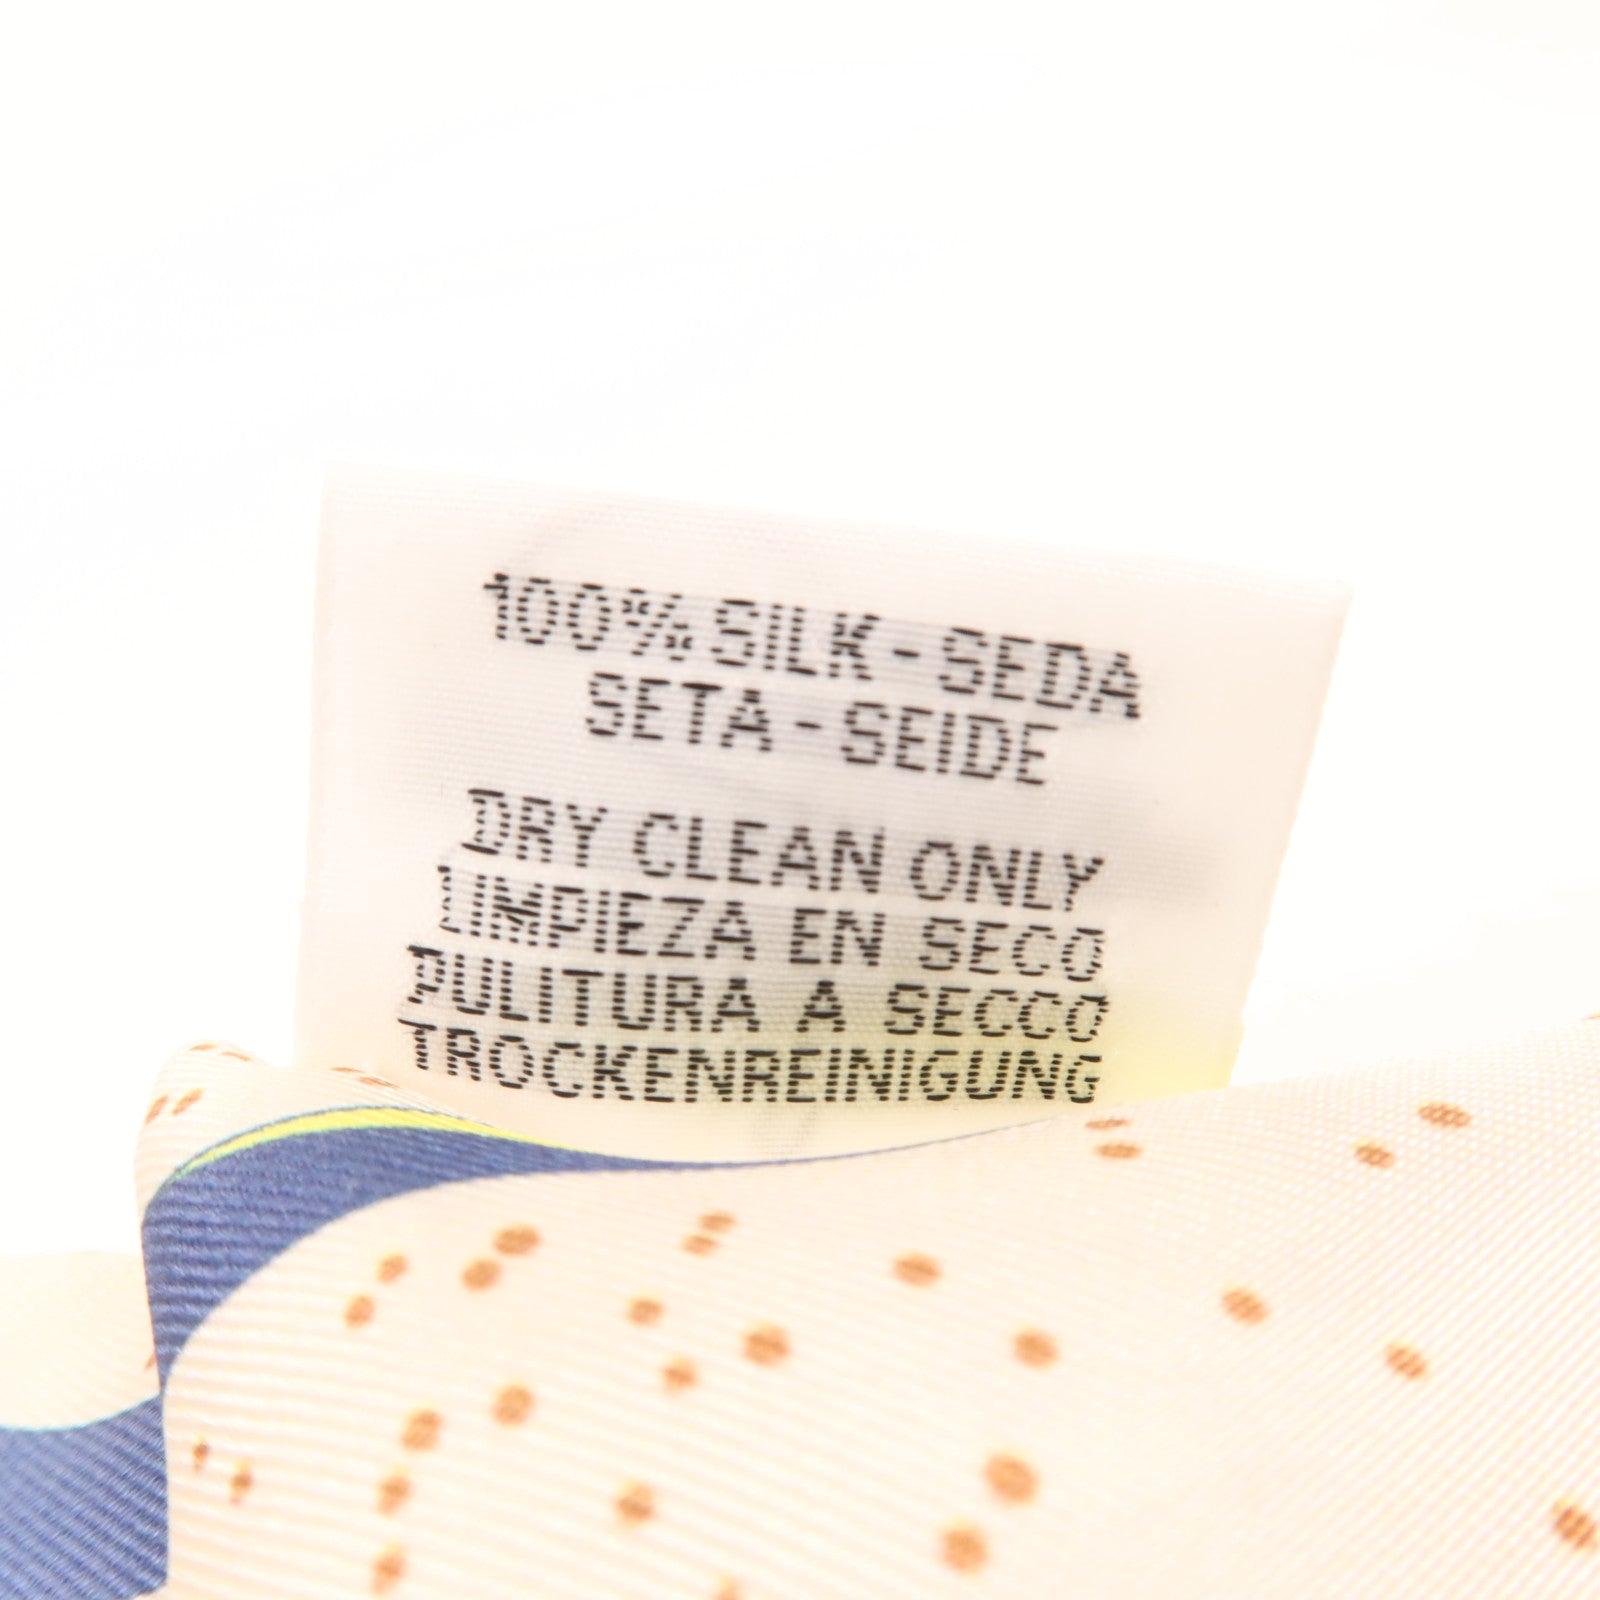 100% SILK - SEDA
SETA - SEIDE
DRY CLEAN ONLY
LIMPIEZA EN SECO
PULITURA A SECCO
TROCKENREINIGUNG